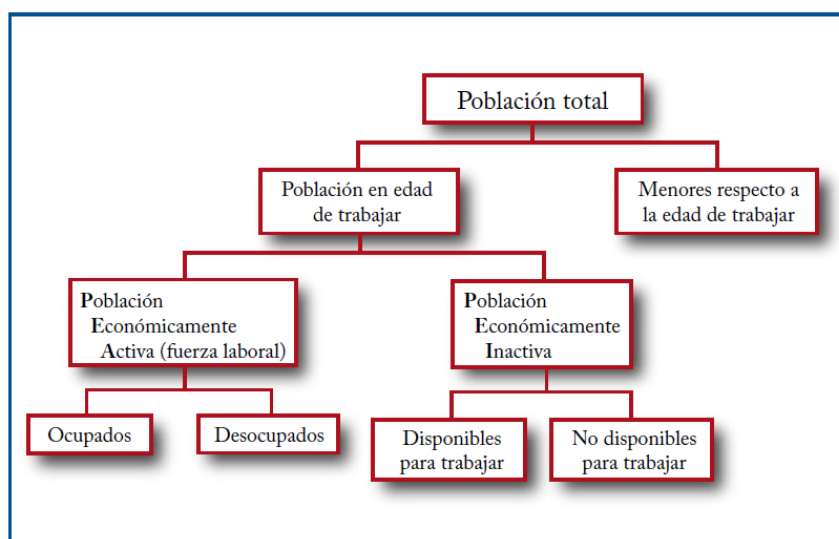 Población total
Población en edad
de trabajar
Menores respecto a
la edad de trabajar
Población
Económicamente
Activa (fuerza laboral)
Población
Económicamente
Inactiva
Ocupados
Desocupados
Disponibles
para trabajar
No disponibles
para trabajar